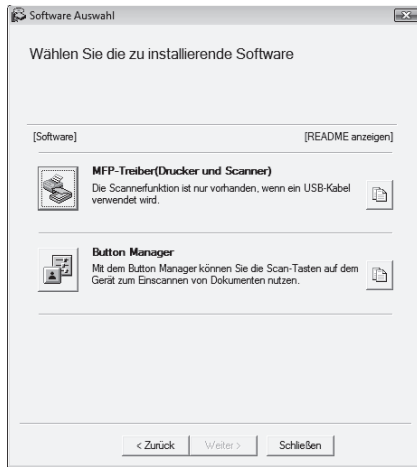 Software Auswahl
Wählen Sie die zu installierende Software
[Software] [README anzeigen]
MFP-Treiber(Drucker und Scanner)
Die Scannerfunktion ist nur vorhanden, wenn ein USB-Kabel
verwendet wird.
Button Manager
Mit dem Button Manager können Sie die Scan-Tasten auf dem
Gerät zum Einscannen von Dokumenten nutzen.
< Zurück Weiter > Schließen